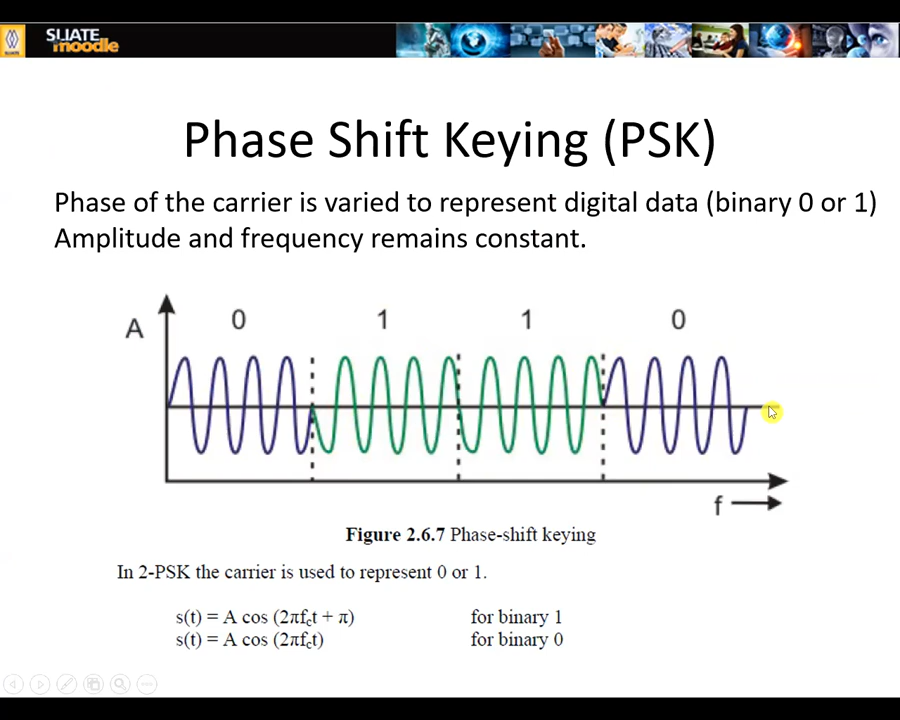 SLIATE
moodle
Phase Shift Keying (PSK)
Phase of the carrier is varied to represent digital data (binary 0 or 1)
Amplitude and frequency remains constant.
A 0 1 1 0
f
Figure 2.6.7 Phase-shift keying
In 2-PSK the carrier is used to represent 0 or 1.
s(t) = A cos (2πfct + π) for binary 1
s(t) = A cos (2πfct) for binary 0